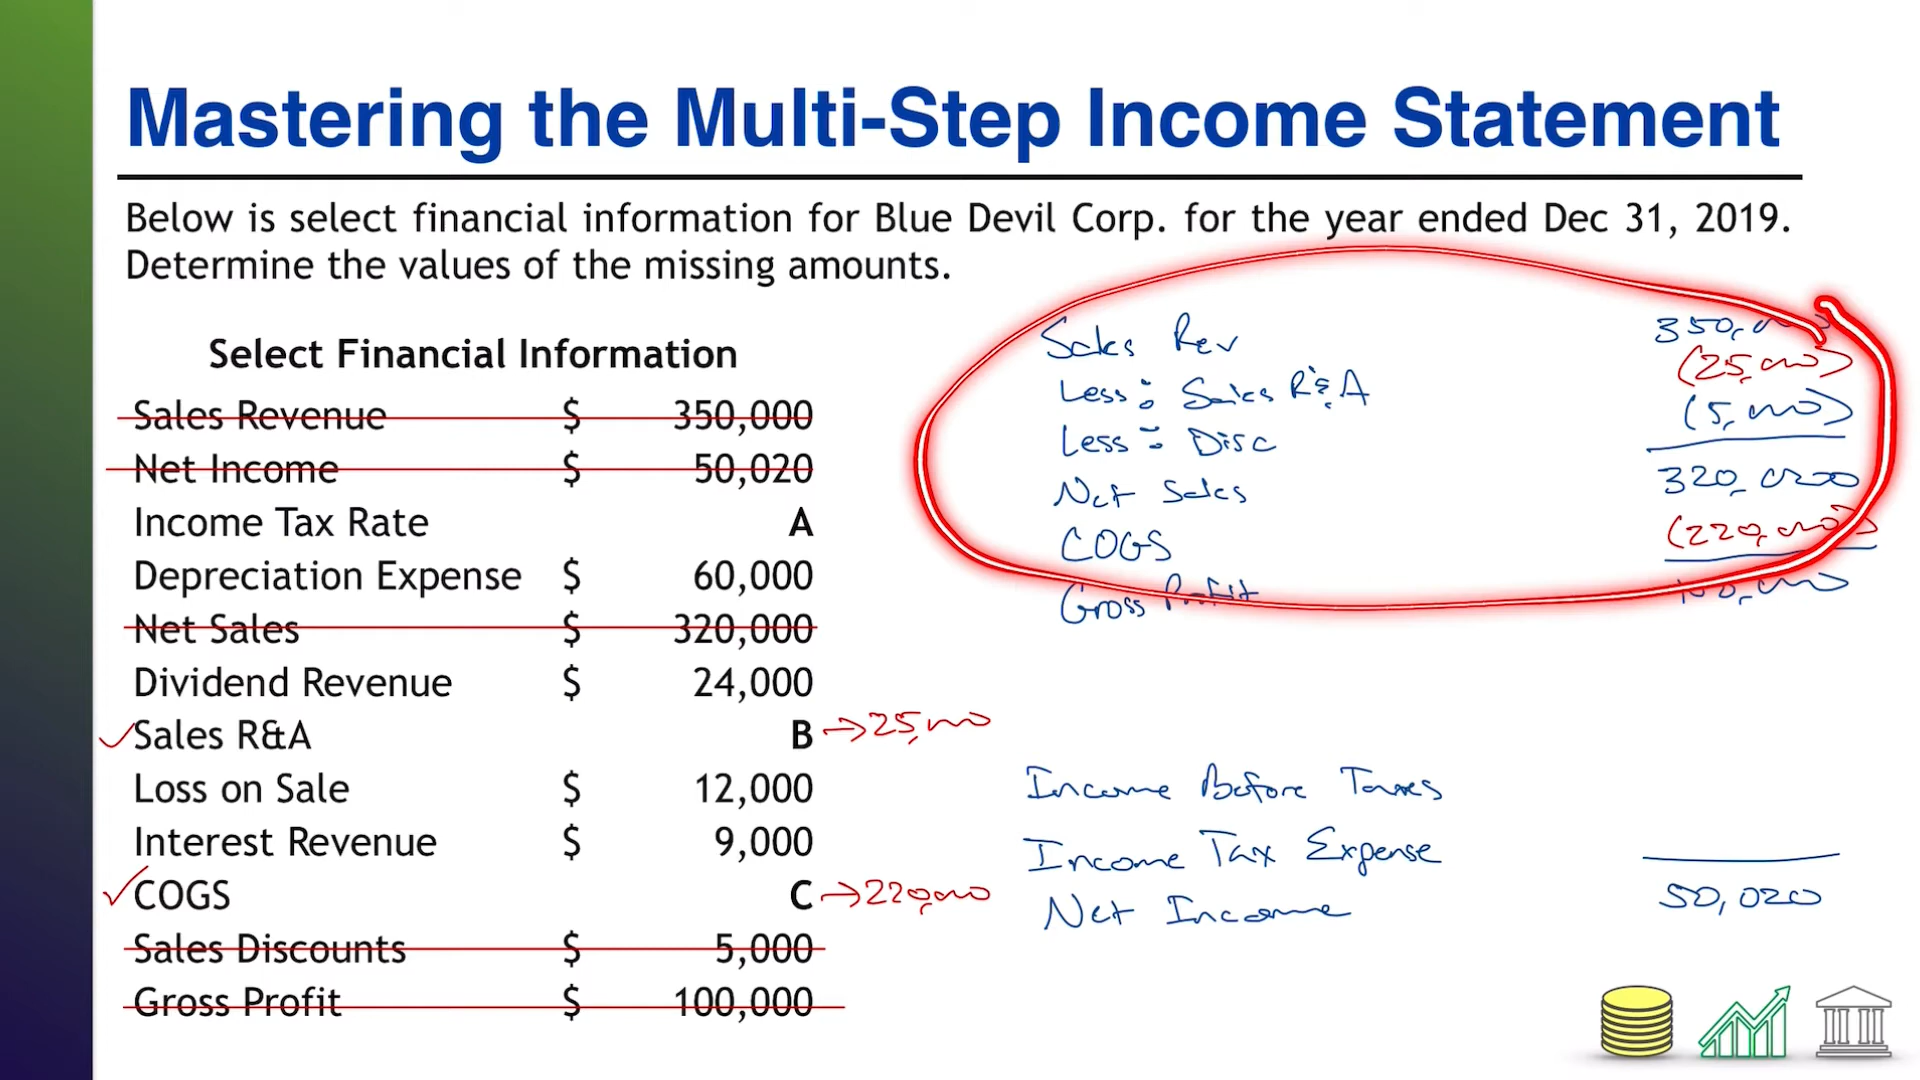 Mastering the Multi-Step Income Statement
Below is select financial information for Blue Devil Corp. for the year ended Dec 31, 2019.
Determine the values of the missing amounts.
Select Financial Information
Sales Revenue $ 350,000
Net Income $ 50,020
Income Tax Rate A
Depreciation Expense $ 60,000
Net Sales $ 320,000
Dividend Revenue $ 24,000
Sales R&A B → 25,000
Loss on Sale $ 12,000
Interest Revenue $ 9,000
COGS C → 220,000
Sales Discounts $ 5,000
Gross Profit $ 100,000
Sales Rev 350,000
Less: Sales R&A (25,000)
Less: Disc (5,000)
Net Sales 320,000
COGS (220,000)
Gross Profit 100,000
Income Before Taxes
Income Tax Expense
Net Income 50,020